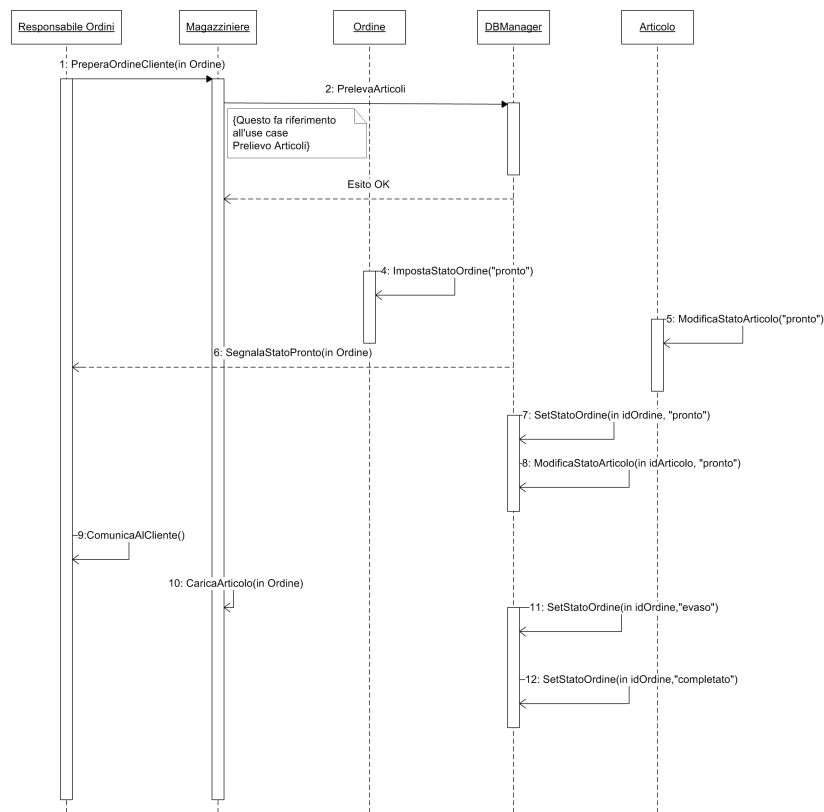 Responsabile Ordini
Magazziniere
Ordine
DBManager
Articolo
1: PreperaOrdineCliente(in Ordine)
2: PrelevaArticoli
{Questo fa riferimento
all'use case
Prelievo Articoli}
Esito OK
4: ImpostaStatoOrdine("pronto")
5: ModificaStatoArticolo("pronto")
6: SegnalaStatoPronto(in Ordine)
7: SetStatoOrdine(in idOrdine, "pronto")
8: ModificaStatoArticolo(in idArticolo, "pronto")
9:ComunicaAlCliente()
10: CaricaArticolo(in Ordine)
11: SetStatoOrdine(in idOrdine,"evaso")
12: SetStatoOrdine(in idOrdine,"completato")